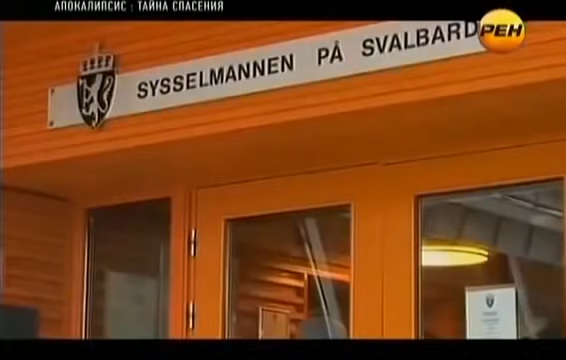 АПОКАЛИПСИС : ТАЙНА СПАСЕНИЯ
РЕН
SYSSELMANNEN PÅ SVALBARD